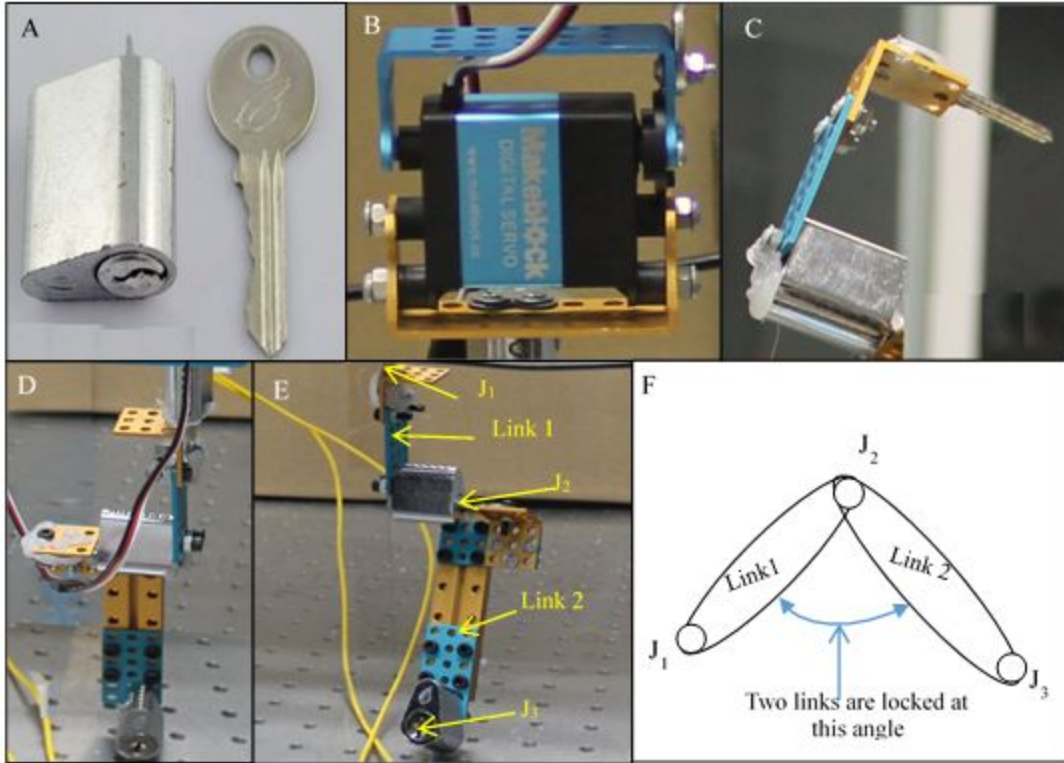 A
B
Makeblock
DIGITAL SERVO
C
D
E
J1
Link 1
J2
Link 2
J3
F
J2
Link1
Link 2
J1
J3
Two links are locked at
this angle